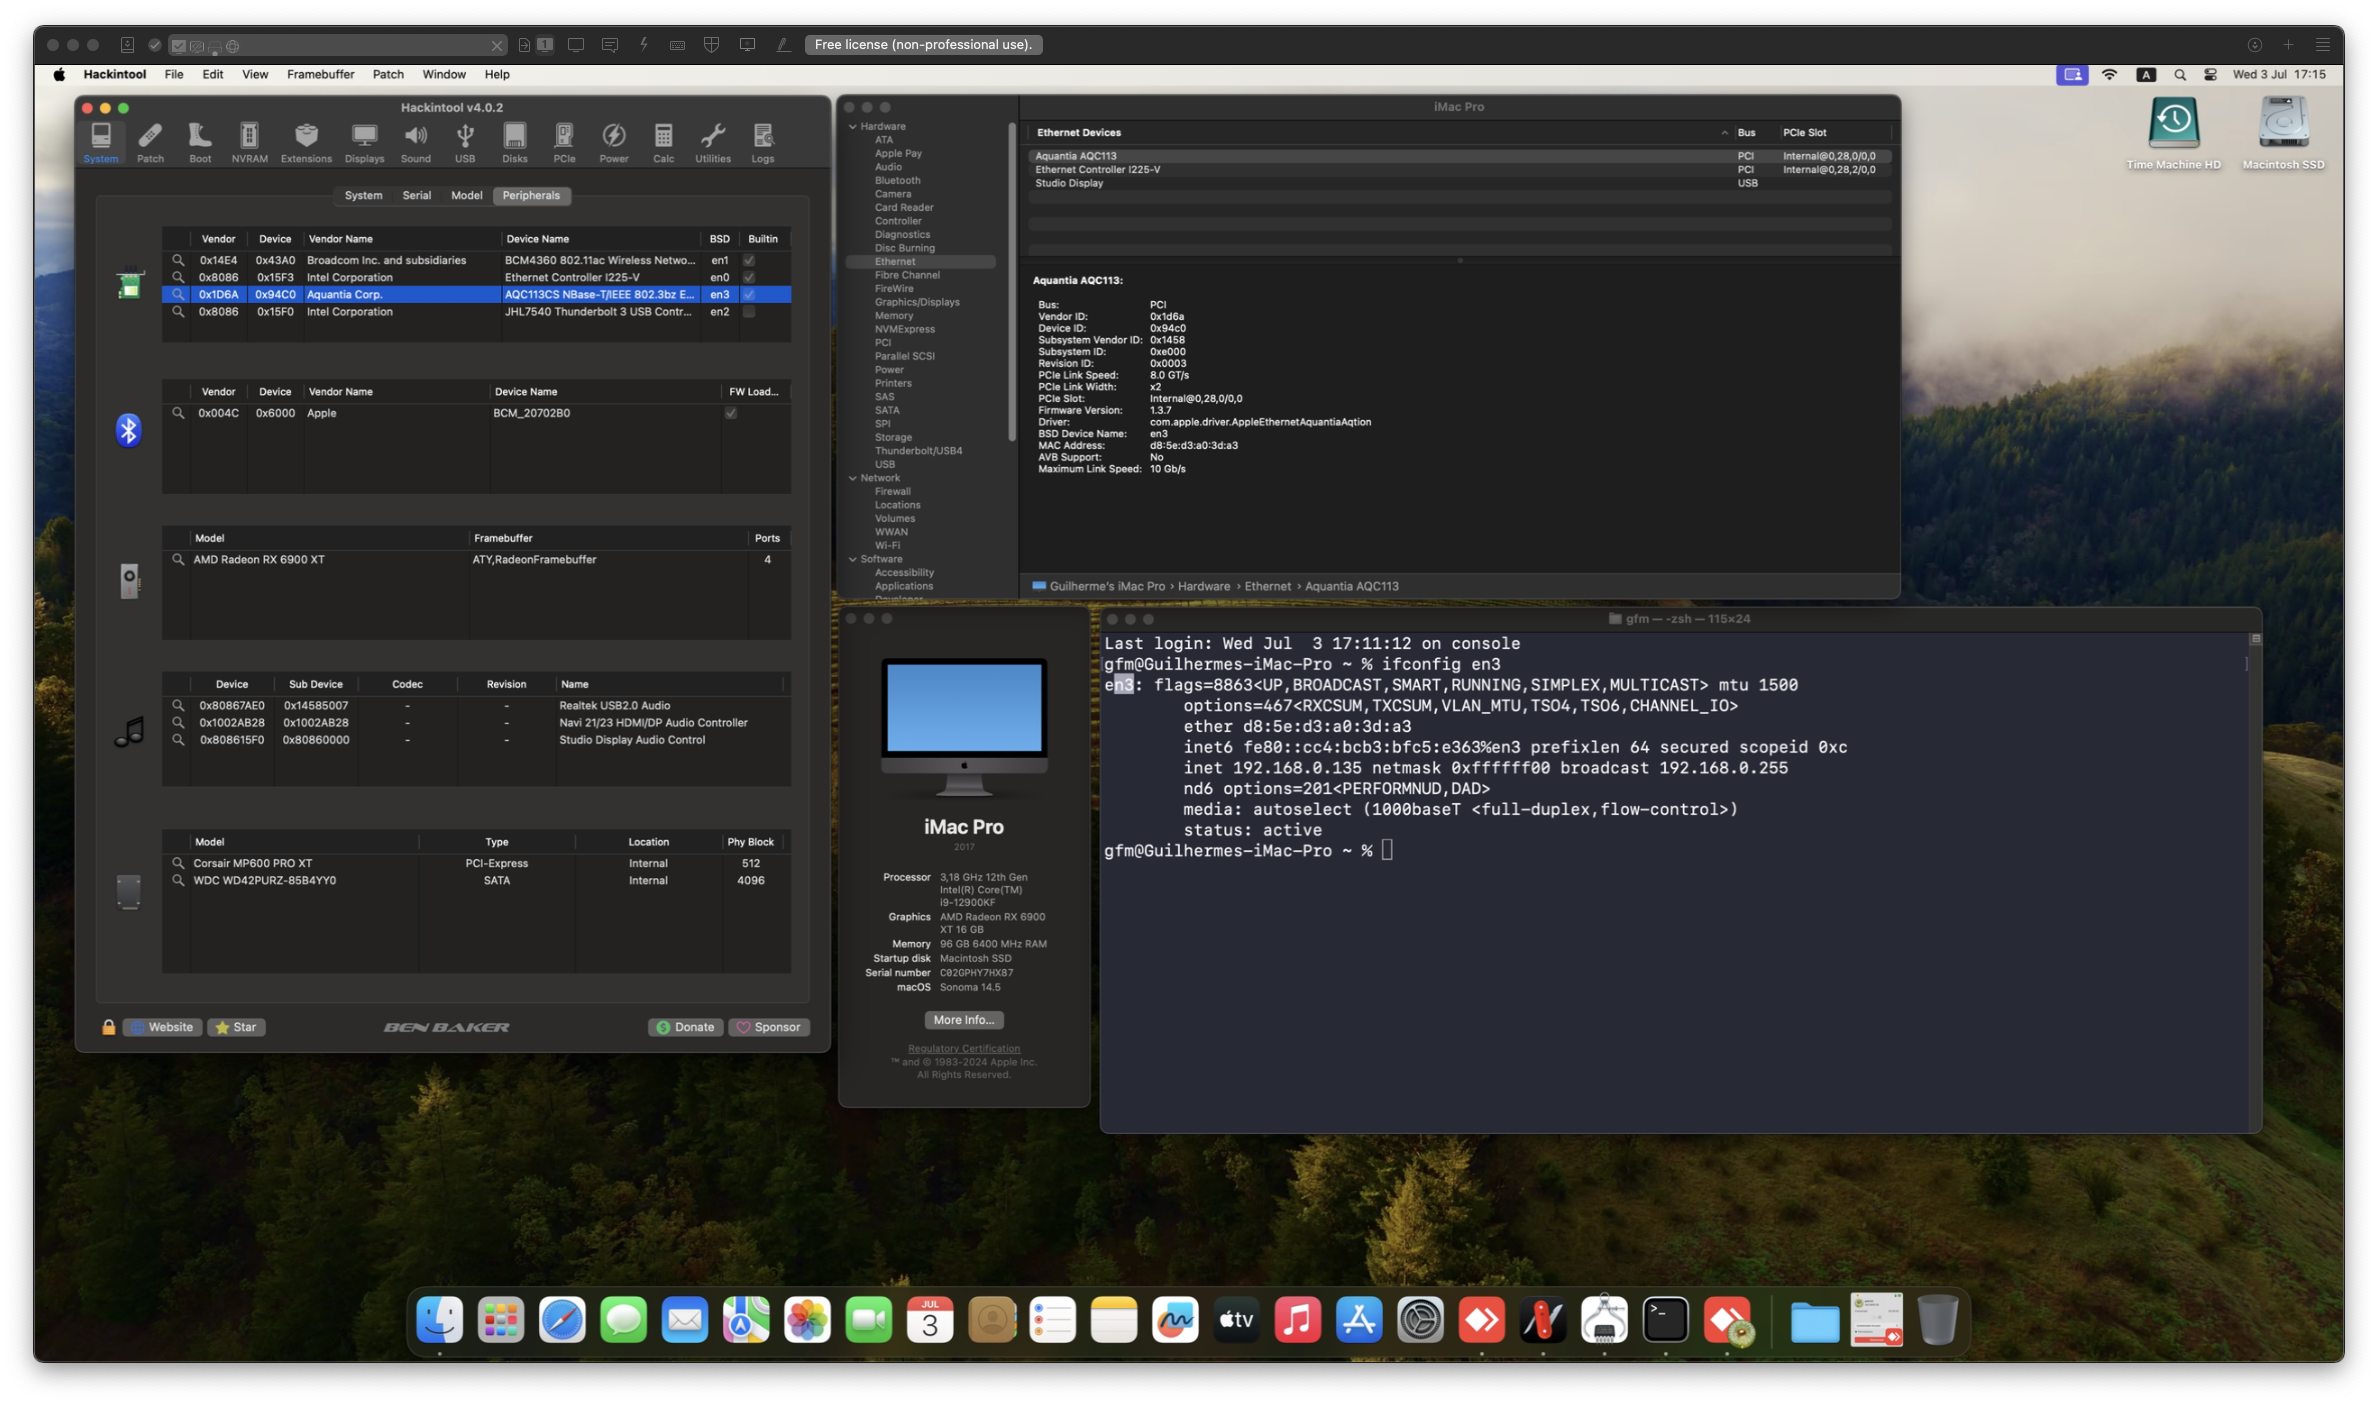 1
Free license (non-professional use).
Hackintool File Edit View Framebuffer Patch Window Help
A Wed 3 Jul 17:15
Hackintool v4.0.2
System Patch Boot NVRAM Extensions Displays Sound USB Disks PCIe Power Calc Utilities Logs
System Serial Model Peripherals
Vendor Device Vendor Name Device Name BSD Builtin
0x14E4 0x43A0 Broadcom Inc. and subsidiaries BCM4360 802.11ac Wireless Netwo... en1
0x8086 0x15F3 Intel Corporation Ethernet Controller I225-V en0
0x1D6A 0x94C0 Aquantia Corp. AQC113CS NBase-T/IEEE 802.3bz E... en3
0x8086 0x15F0 Intel Corporation JHL7540 Thunderbolt 3 USB Contr... en2
Vendor Device Vendor Name Device Name FW Load...
0x004C 0x6000 Apple BCM_20702B0
Model Framebuffer Ports
AMD Radeon RX 6900 XT ATY,RadeonFramebuffer 4
Device Sub Device Codec Revision Name
0x80867AE0 0x14585007 - - Realtek USB2.0 Audio
0x1002AB28 0x1002AB28 - - Navi 21/23 HDMI/DP Audio Controller
0x808615F0 0x80860000 - - Studio Display Audio Control
Model Type Location Phy Block
Corsair MP600 PRO XT PCI-Express Internal 512
WDC WD42PURZ-85B4YY0 SATA Internal 4096
Website Star BEN BAKER Donate Sponsor
iMac Pro
Hardware
ATA
Apple Pay
Audio
Bluetooth
Camera
Card Reader
Controller
Diagnostics
Disc Burning
Ethernet
Fibre Channel
FireWire
Graphics/Displays
Memory
NVMExpress
PCI
Parallel SCSI
Power
Printers
SAS
SATA
SPI
Storage
Thunderbolt/USB4
USB
Network
Firewall
Locations
Volumes
WWAN
Wi-Fi
Software
Accessibility
Applications
Developer
Ethernet Devices Bus PCIe Slot
Aquantia AQC113 PCI Internal@0,28,0/0,0
Ethernet Controller I225-V PCI Internal@0,28,2/0,0
Studio Display USB
Aquantia AQC113:
Bus: PCI
Vendor ID: 0x1d6a
Device ID: 0x94c0
Subsystem Vendor ID: 0x1458
Subsystem ID: 0xe000
Revision ID: 0x0003
PCIe Link Speed: 8.0 GT/s
PCIe Link Width: x2
PCIe Slot: Internal@0,28,0/0,0
Firmware Version: 1.3.7
Driver: com.apple.driver.AppleEthernetAquantiaAqtion
BSD Device Name: en3
MAC Address: d8:5e:d3:a0:3d:a3
AVB Support: No
Maximum Link Speed: 10 Gb/s
Guilherme's iMac Pro › Hardware › Ethernet › Aquantia AQC113
iMac Pro
2017
Processor 3,18 GHz 12th Gen
Intel(R) Core(TM)
i9-12900KF
Graphics AMD Radeon RX 6900
XT 16 GB
Memory 96 GB 6400 MHz RAM
Startup disk Macintosh SSD
Serial number C02GPHY7HX87
macOS Sonoma 14.5
More Info...
Regulatory Certification
™ and © 1983-2024 Apple Inc.
All Rights Reserved.
gfm — -zsh — 115×24
Last login: Wed Jul  3 17:11:12 on console
[gfm@Guilhermes-iMac-Pro ~ % ifconfig en3 ]
en3: flags=8863<UP,BROADCAST,SMART,RUNNING,SIMPLEX,MULTICAST> mtu 1500
options=467<RXCSUM,TXCSUM,VLAN_MTU,TSO4,TSO6,CHANNEL_IO>
ether d8:5e:d3:a0:3d:a3
inet6 fe80::cc4:bcb3:bfc5:e363%en3 prefixlen 64 secured scopeid 0xc
inet 192.168.0.135 netmask 0xffffff00 broadcast 192.168.0.255
nd6 options=201<PERFORMNUD,DAD>
media: autoselect (1000baseT <full-duplex,flow-control>)
status: active
gfm@Guilhermes-iMac-Pro ~ %
Time Machine HD Macintosh SSD
JUL
3
tv
>_